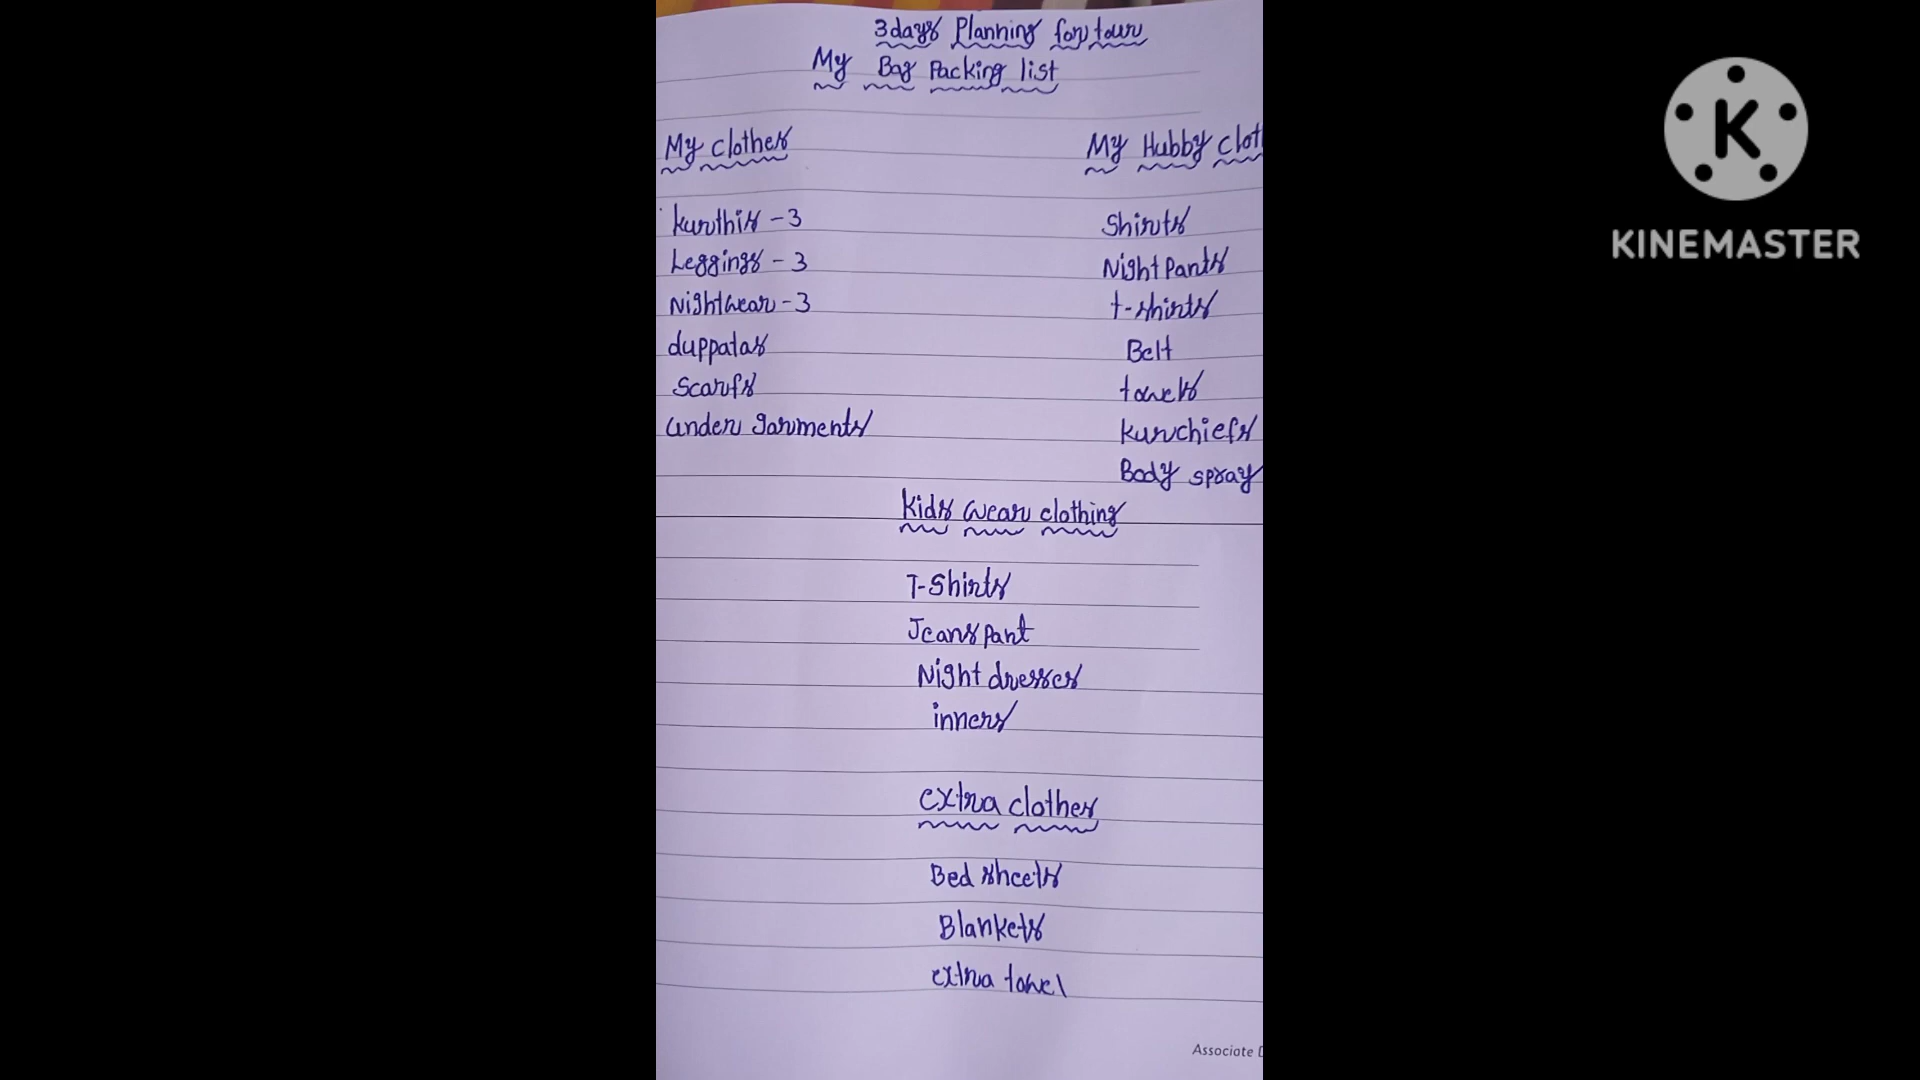 3days Planning for tour
My Bag Packing list
My clothes
kurthis - 3
Leggings - 3
Nightwear - 3
duppatas
Scarfs
under garments
My Hubby clot
Shirts
Night Pants
t-shirts
Belt
towels
kurchiefs
Body spray
kids wear clothing
T-Shirts
Jeans pant
Night dresses
inners
extra clothes
Bed sheets
Blankets
extra towel
Associate
KINEMASTER